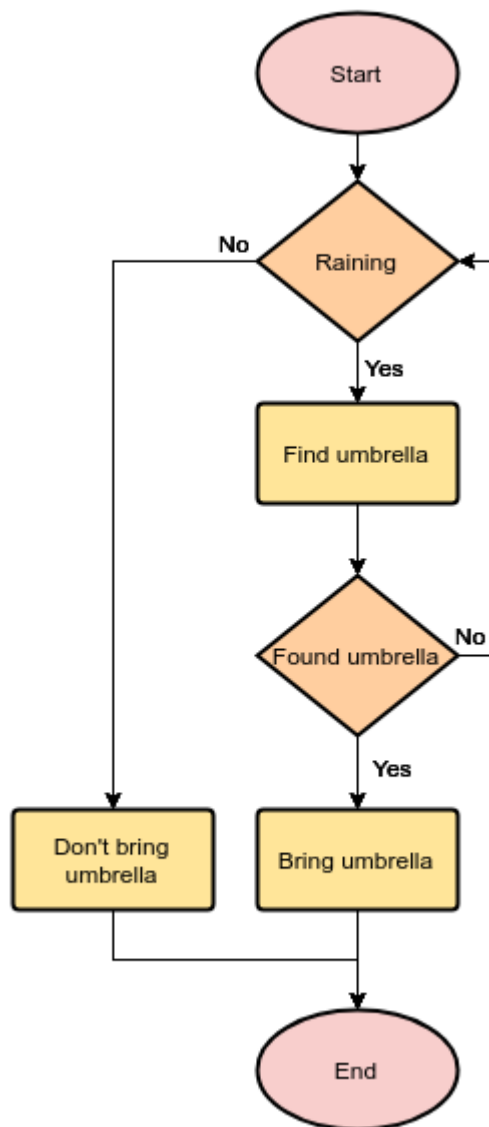 Start
No
Raining
Yes
Find umbrella
No
Found umbrella
Yes
Don't bring
umbrella
Bring umbrella
End